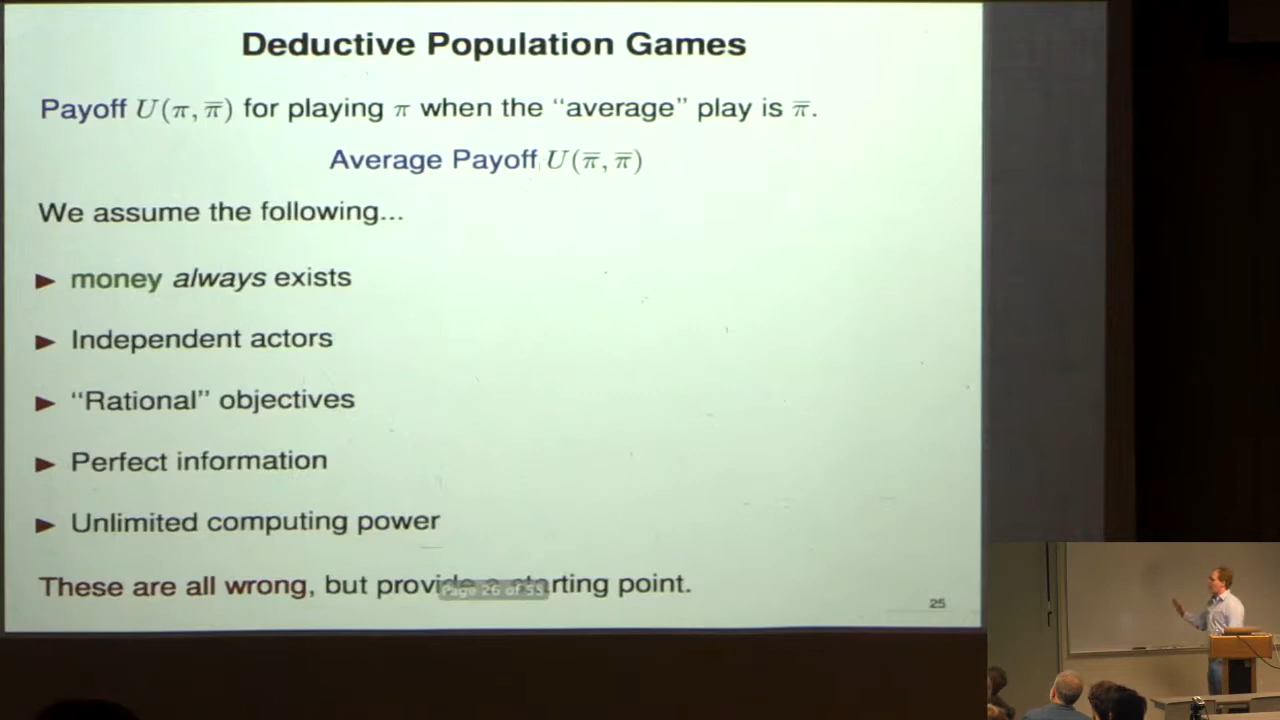 Deductive Population Games
Payoff U(π, π̅) for playing π when the “average” play is π̅.
Average Payoff U(π̅, π̅)
We assume the following...
► money always exists
► Independent actors
► “Rational” objectives
► Perfect information
► Unlimited computing power
These are all wrong, but provide a starting point.
Page 26 of 55
25